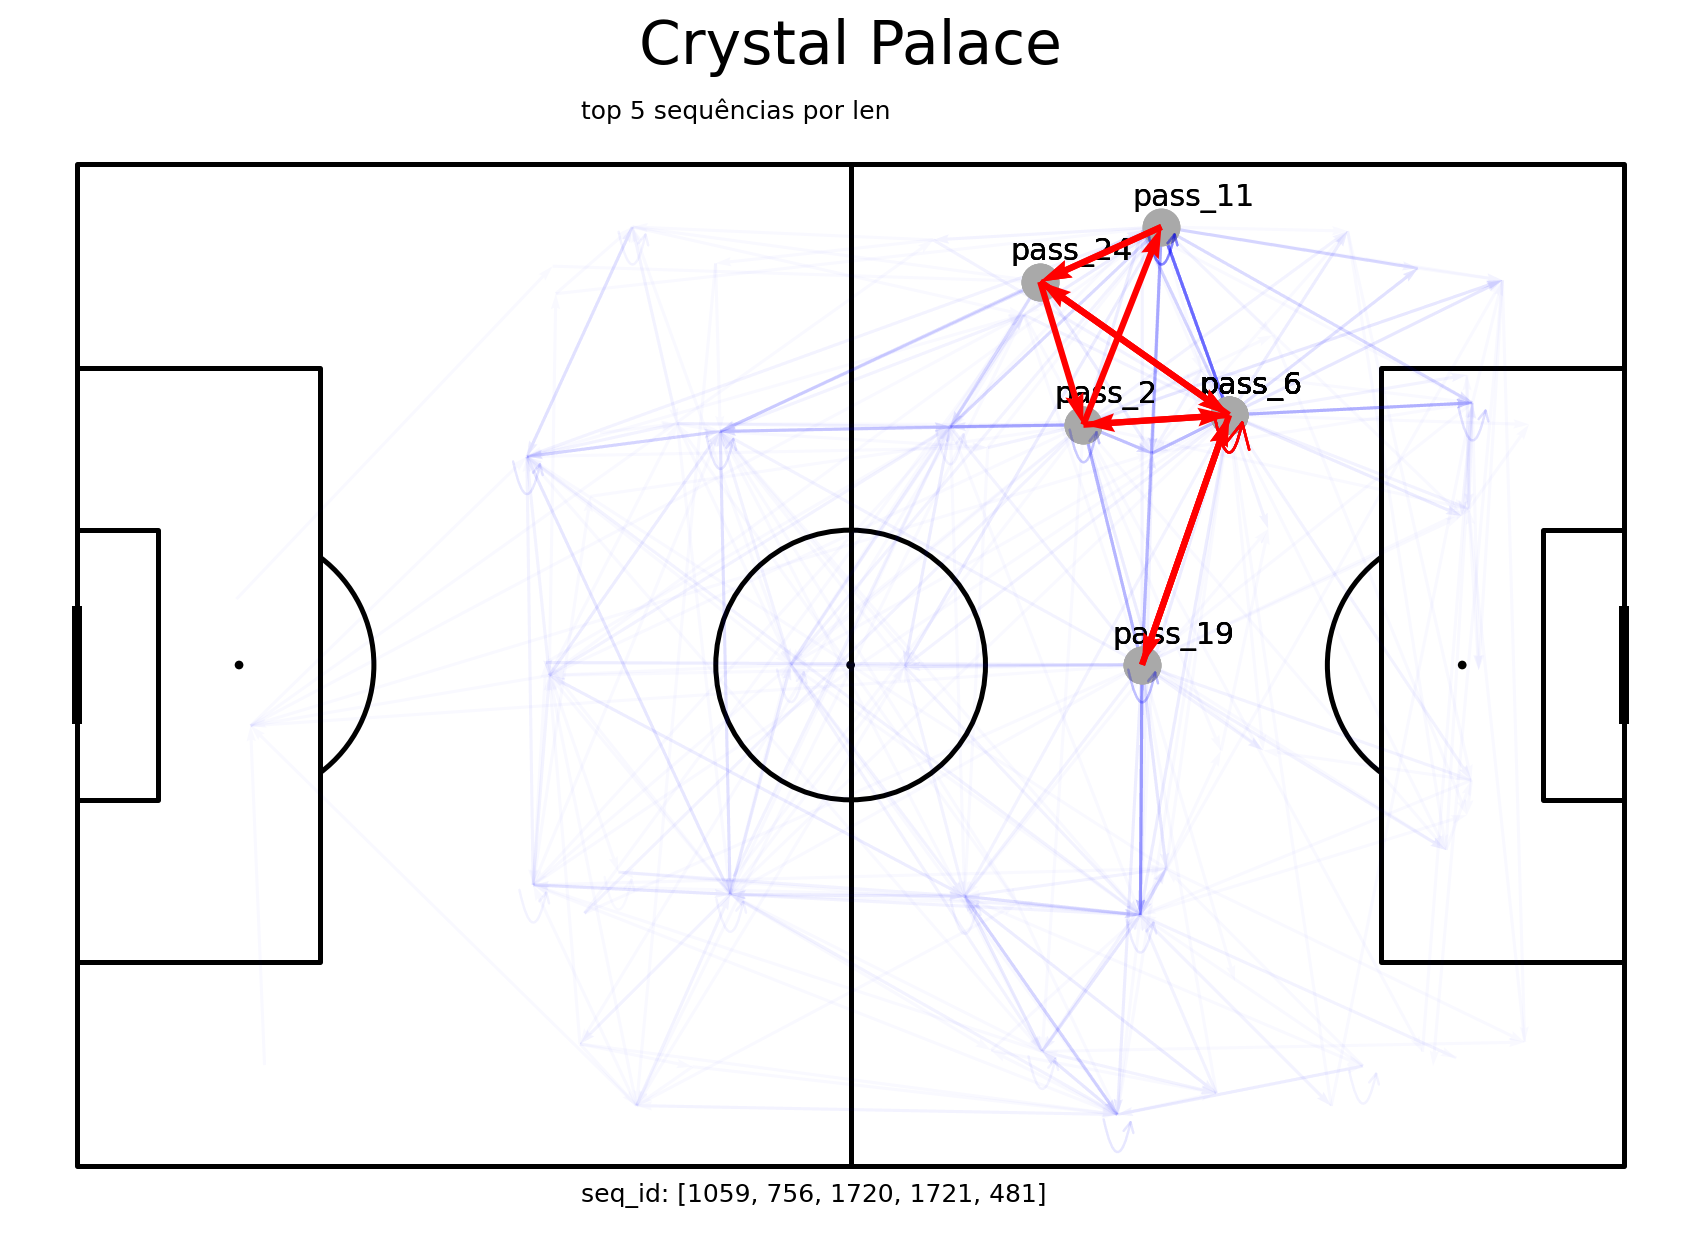 Crystal Palace
top 5 sequências por len
pass_11
pass_24
pass_6
pass_2
pass_19
seq_id: [1059, 756, 1720, 1721, 481]